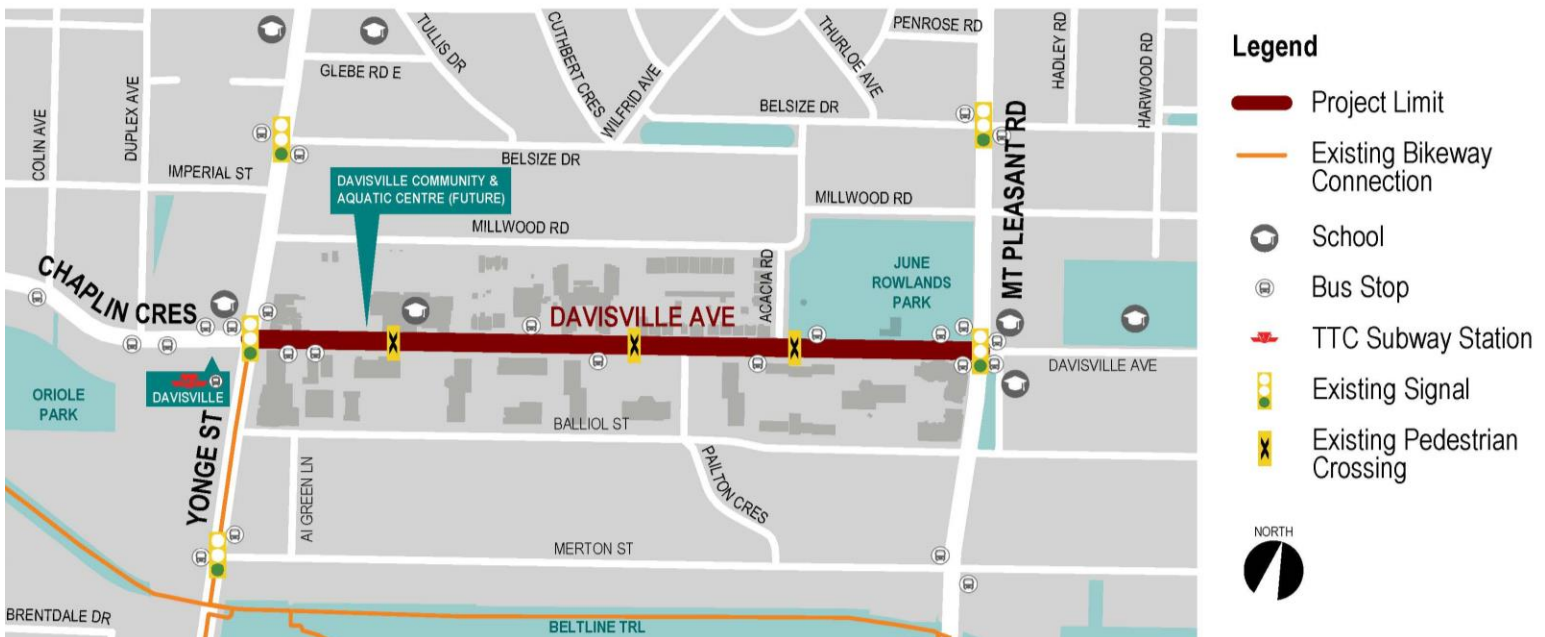 TULLIS DR
CUTHBERT CRES
WILFRID AVE
THURLOE AVE
PENROSE RD
HADLEY RD
HARWOOD RD
GLEBE RD E
COLIN AVE
DUPLEX AVE
BELSIZE DR
MT PLEASANT RD
IMPERIAL ST
BELSIZE DR
DAVISVILLE COMMUNITY &
AQUATIC CENTRE (FUTURE)
MILLWOOD RD
MILLWOOD RD
CHAPLIN CRES
ACACIA RD
JUNE
ROWLANDS
PARK
DAVISVILLE AVE
DAVISVILLE AVE
ORIOLE
PARK
DAVISVILLE
YONGE ST
BALLIOL ST
Al GREEN LN
PAILTON CRES
MERTON ST
BRENTDALE DR
BELTLINE TRL
Legend
Project Limit
Existing Bikeway
Connection
School
Bus Stop
TTC Subway Station
Existing Signal
Existing Pedestrian
Crossing
NORTH